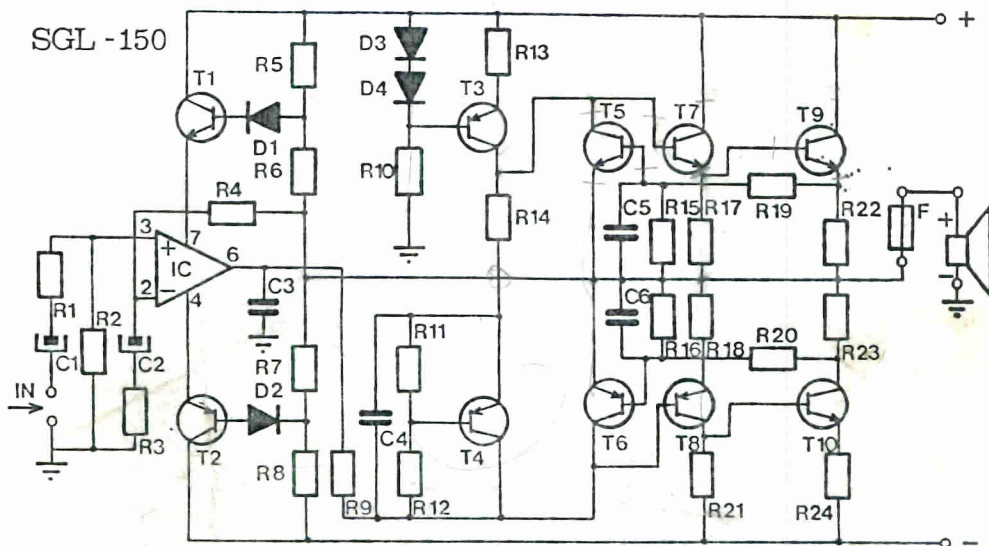 SGL-150
+
D3
R13
R5
T1
D4
T3
T5
T7
T9
D1
R10
R6
R4
R14
C5
R15
R17
R19
R22
F
+
3
7
+
IC
6
2
−
4
C3
−
R1
R2
C6
R20
C1
C2
R11
R16
R18
R23
IN
R7
D2
R3
C4
T2
R8
T4
T6
T8
T10
R9
R12
R21
R24
−